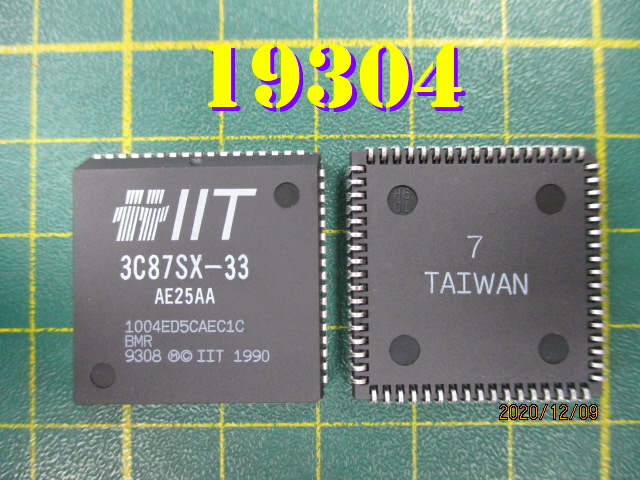 19304
IIT
3C87SX-33
AE25AA
1004ED5CAEC1C
BMR
9308 Ⓜ© IIT 1990
7
TAIWAN
2020/12/09